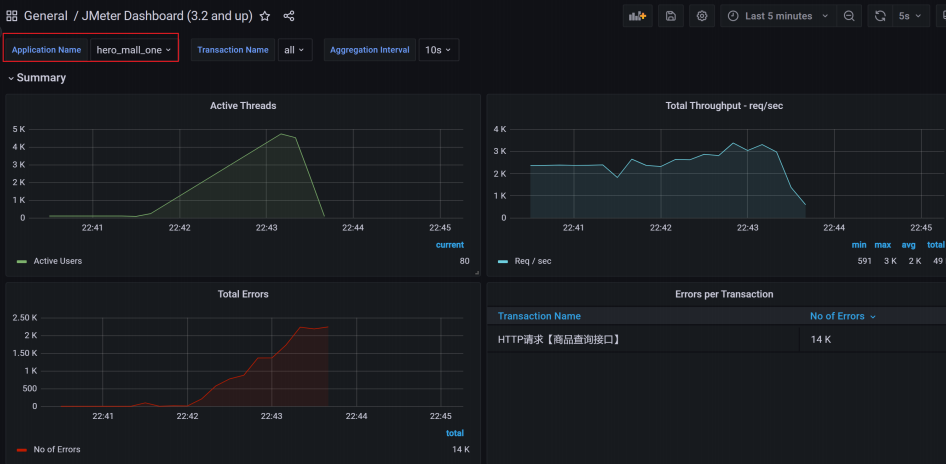 General / JMeter Dashboard (3.2 and up)
Last 5 minutes
5s
Application Name hero_mall_one Transaction Name all Aggregation Interval 10s
Summary
Active Threads
5 K
4 K
3 K
2 K
1 K
0
22:41 22:42 22:43 22:44 22:45
current
Active Users 80
Total Throughput - req/sec
4 K
3 K
2 K
1 K
0
22:41 22:42 22:43 22:44 22:45
min max avg total
Req / sec 591 3 K 2 K 49
Total Errors
2.50 K
2 K
1.50 K
1 K
500
0
22:41 22:42 22:43 22:44 22:45
total
No of Errors 14 K
Errors per Transaction
Transaction Name No of Errors
HTTP请求【商品查询接口】 14 K